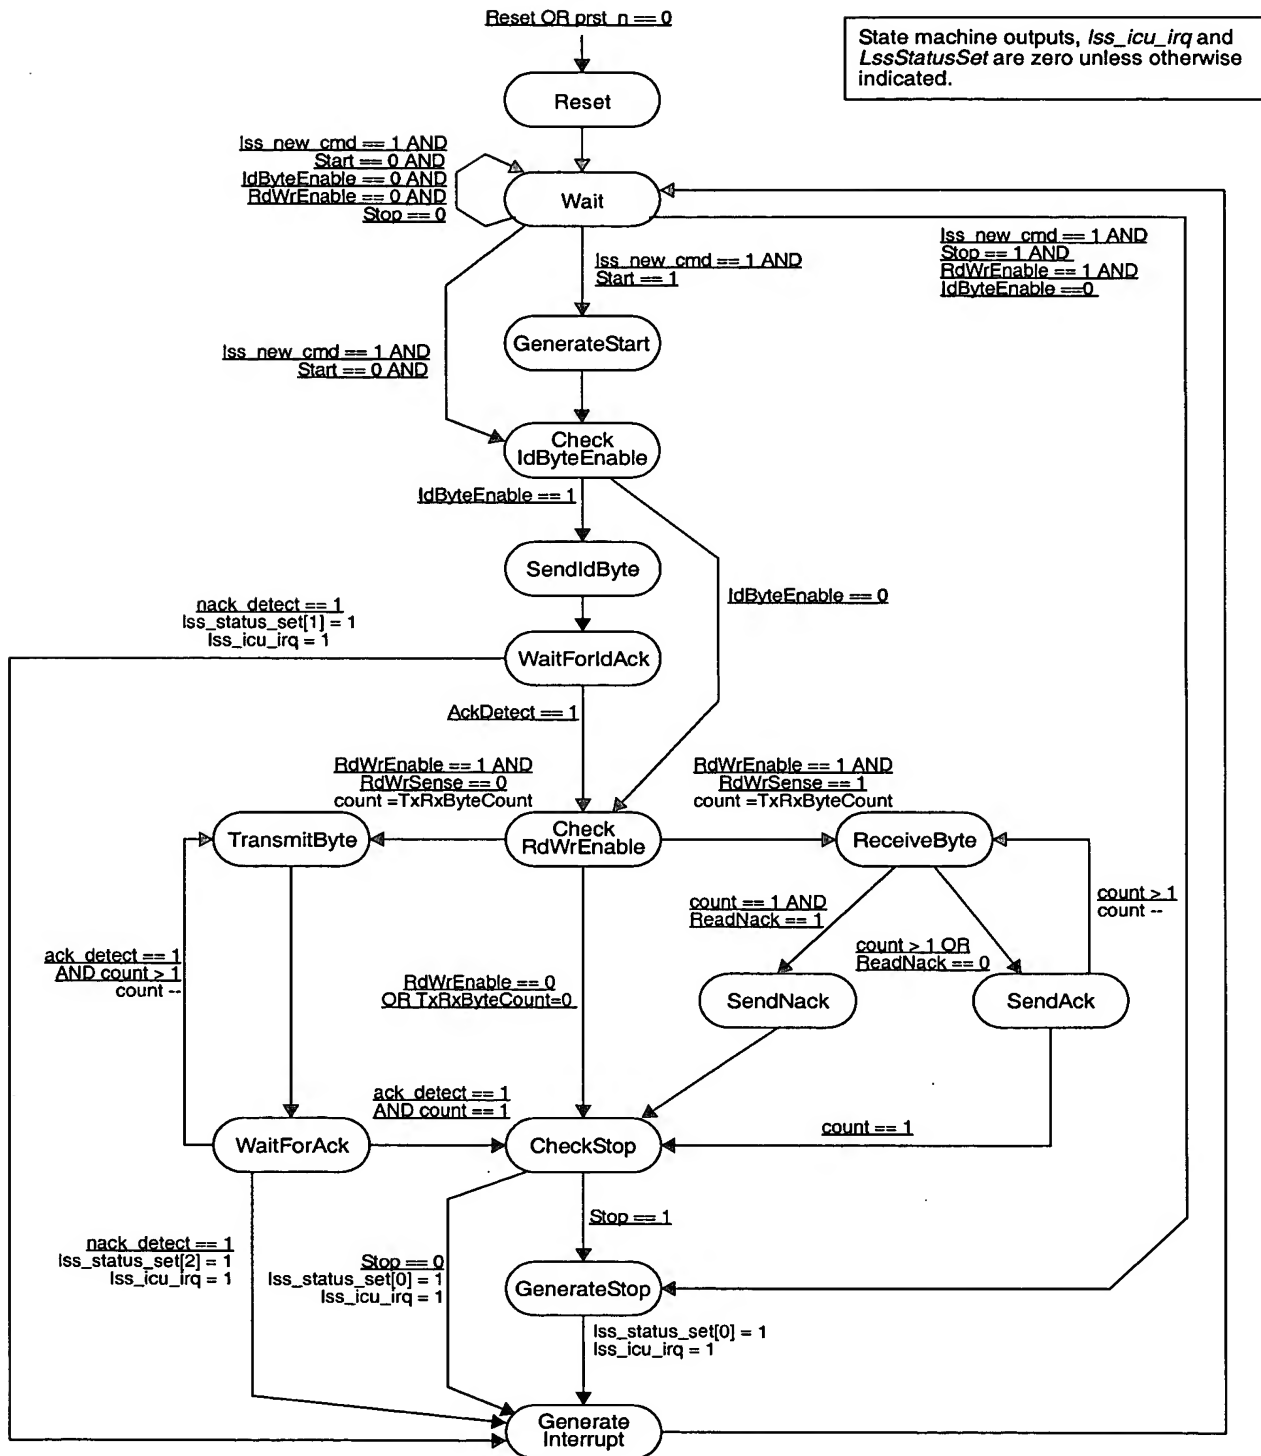 Reset OR prst_n == 0
State machine outputs, lss_icu_irq and
LssStatusSet are zero unless otherwise
indicated.
Reset
lss_new_cmd == 1 AND
Start == 0 AND
IdByteEnable == 0 AND
RdWrEnable == 0 AND
Stop == 0
Wait
lss_new_cmd == 1 AND
Start == 1
lss_new_cmd == 1 AND
Stop == 1 AND
RdWrEnable == 1 AND
IdByteEnable ==0
GenerateStart
lss_new_cmd == 1 AND
Start == 0 AND
Check
IdByteEnable
IdByteEnable == 1
SendIdByte
IdByteEnable == 0
nack_detect == 1
lss_status_set[1] = 1
lss_icu_irq = 1
WaitForIdAck
AckDetect == 1
RdWrEnable == 1 AND
RdWrSense == 0
count =TxRxByteCount
RdWrEnable == 1 AND
RdWrSense == 1
count =TxRxByteCount
TransmitByte
Check
RdWrEnable
ReceiveByte
count == 1 AND
ReadNack == 1
count > 1
count --
ack_detect == 1
AND count > 1
count --
count > 1 OR
ReadNack == 0
RdWrEnable == 0
OR TxRxByteCount=0
SendNack
SendAck
ack_detect == 1
AND count == 1
WaitForAck
CheckStop
count == 1
Stop == 1
nack_detect == 1
lss_status_set[2] = 1
lss_icu_irq = 1
Stop == 0
lss_status_set[0] = 1
lss_icu_irq = 1
GenerateStop
lss_status_set[0] = 1
lss_icu_irq = 1
Generate
Interrupt